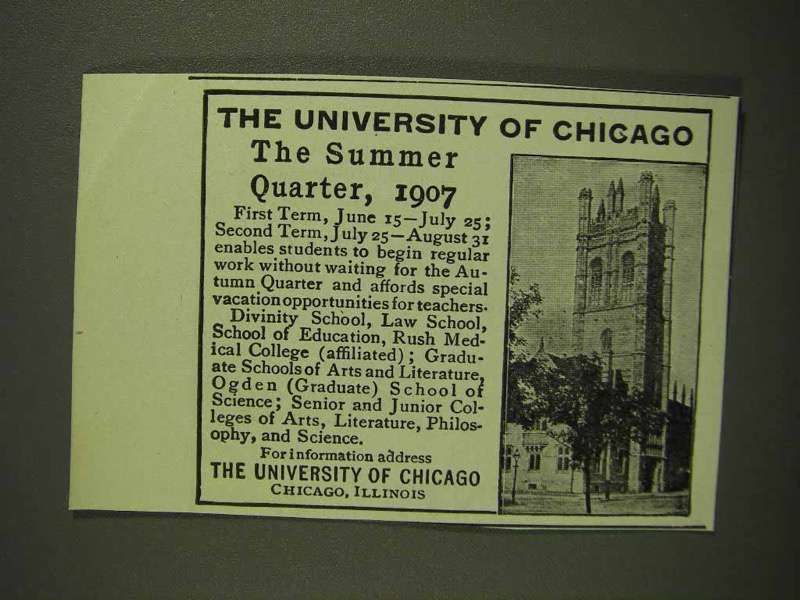 THE UNIVERSITY OF CHICAGO
The Summer
Quarter, 1907
First Term, June 15—July 25;
Second Term, July 25—August 31
enables students to begin regular
work without waiting for the Au-
tumn Quarter and affords special
vacation opportunities for teachers.
Divinity School, Law School,
School of Education, Rush Med-
ical College (affiliated); Gradu-
ate Schools of Arts and Literature,
Ogden (Graduate) School of
Science; Senior and Junior Col-
leges of Arts, Literature, Philos-
ophy, and Science.
For information address
THE UNIVERSITY OF CHICAGO
CHICAGO, ILLINOIS